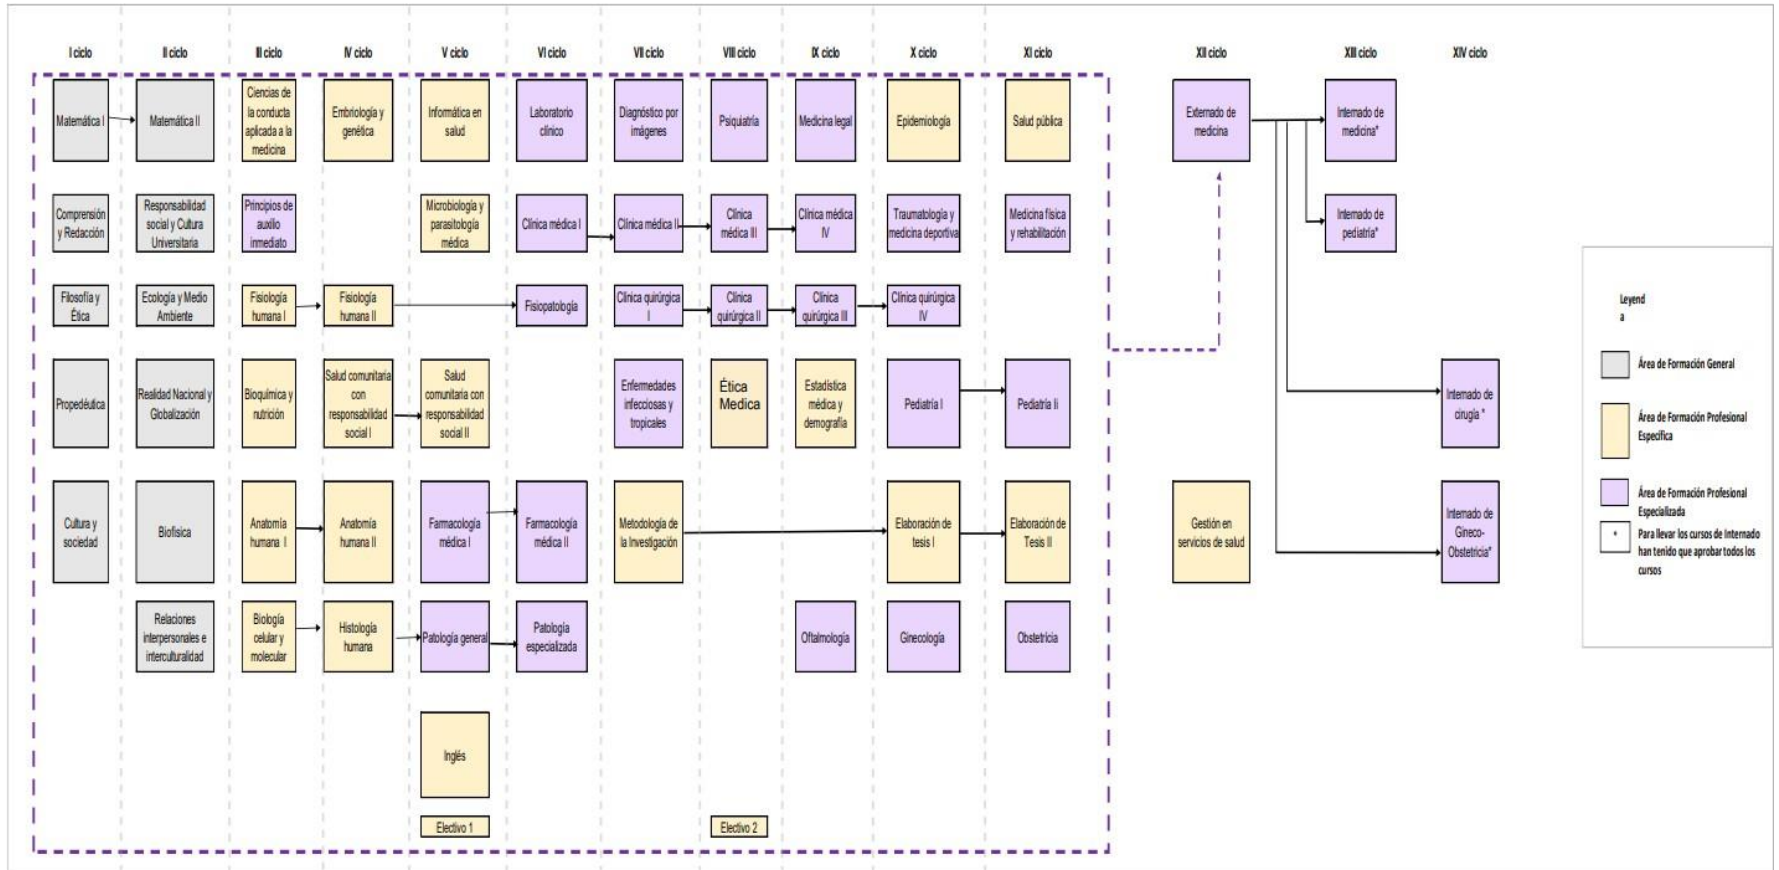 I ciclo II ciclo III ciclo IV ciclo V ciclo VI ciclo VII ciclo VIII ciclo IX ciclo X ciclo XI ciclo XII ciclo XIII ciclo XIV ciclo
Matemática I
Matemática II
Ciencias de
la conducta
aplicada a la
medicina
Embriología y
genética
Informática en
salud
Laboratorio
clínico
Diagnóstico por
imágenes
Psiquiatría
Medicina legal
Epidemiología
Salud pública
Externado de
medicina
Internado de
medicina*
Comprensión
y Redacción
Responsabilidad
social y Cultura
Universitaria
Principios de
auxilio
inmediato
Microbiología y
parasitología
médica
Clínica médica I
Clínica médica II
Clínica
médica III
Clínica médica
IV
Traumatología y
medicina deportiva
Medicina física
y rehabilitación
Internado de
pediatría*
Filosofía y
Ética
Ecología y Medio
Ambiente
Fisiología
humana I
Fisiología
humana II
Fisiopatología
Clínica quirúrgica
I
Clínica
quirúrgica II
Clínica
quirúrgica III
Clínica quirúrgica
IV
Propedéutica
Realidad Nacional y
Globalización
Bioquímica y
nutrición
Salud comunitaria
con
responsabilidad
social I
Salud
comunitaria con
responsabilidad
social II
Enfermedades
infecciosas y
tropicales
Ética
Medica
Estadística
médica y
demografía
Pediatría I
Pediatría Ii
Internado de
cirugía *
Cultura y
sociedad
Biofísica
Anatomía
humana I
Anatomía
humana II
Farmacología
médica I
Farmacología
médica II
Metodología de
la Investigación
Elaboración de
tesis I
Elaboración de
Tesis II
Gestión en
servicios de salud
Internado de
Gineco-
Obstetricia*
Relaciones
interpersonales e
interculturalidad
Biología
celular y
molecular
Histología
humana
Patología general
Patología
especializada
Oftalmología
Ginecología
Obstetrícia
Inglés
Electivo 1
Electivo 2
Leyend
a
Área de Formación General
Área de Formación Profesional
Específica
Área de Formación Profesional
Especializada
* Para llevar los cursos de Internado
han tenido que aprobar todos los
cursos